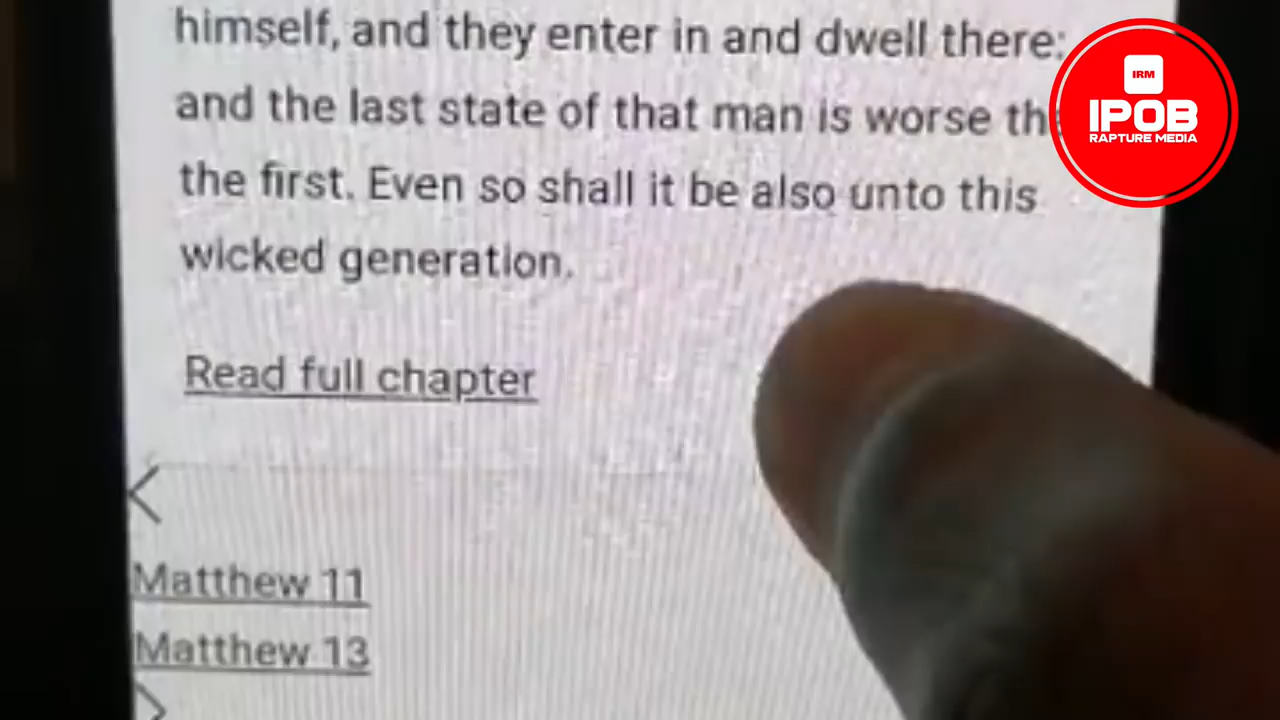 himself, and they enter in and dwell there:
and the last state of that man is worse
the first. Even so shall it be also unto this
wicked generation.
Read full chapter
Matthew 11
Matthew 13
IRM
IPOB
RAPTURE MEDIA